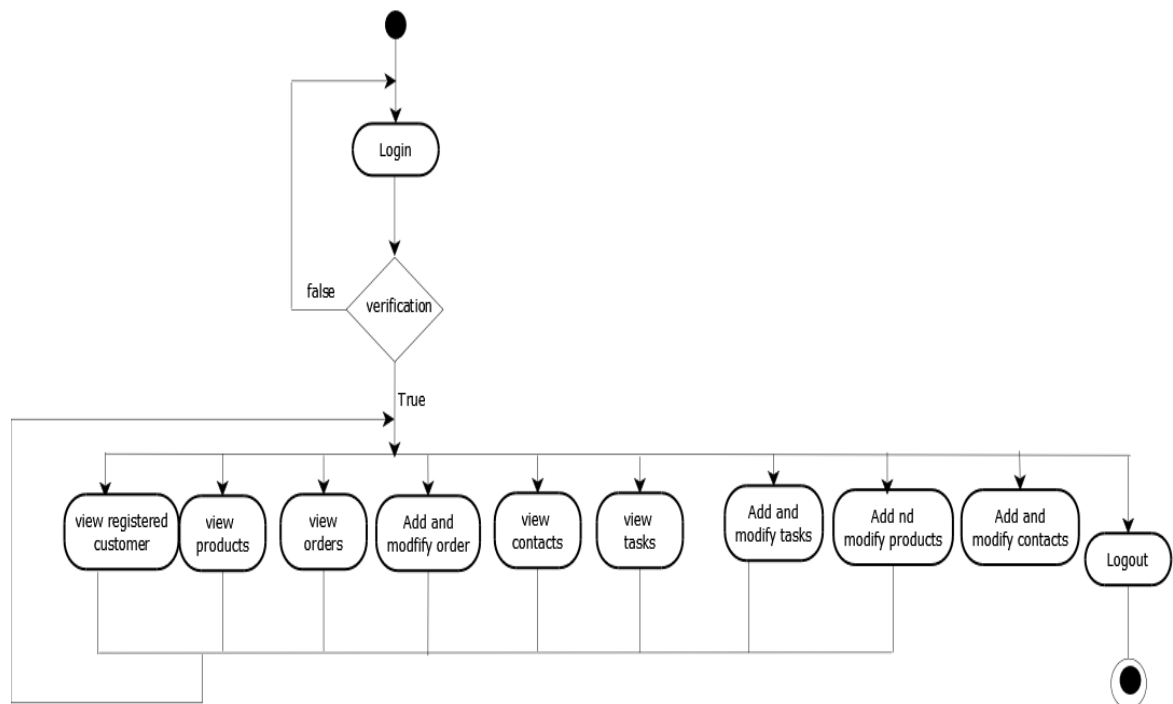 Login
false
verification
True
view registered
customer
view
products
view
orders
Add and
modfify order
view
contacts
view
tasks
Add and
modify tasks
Add nd
modify products
Add and
modify contacts
Logout